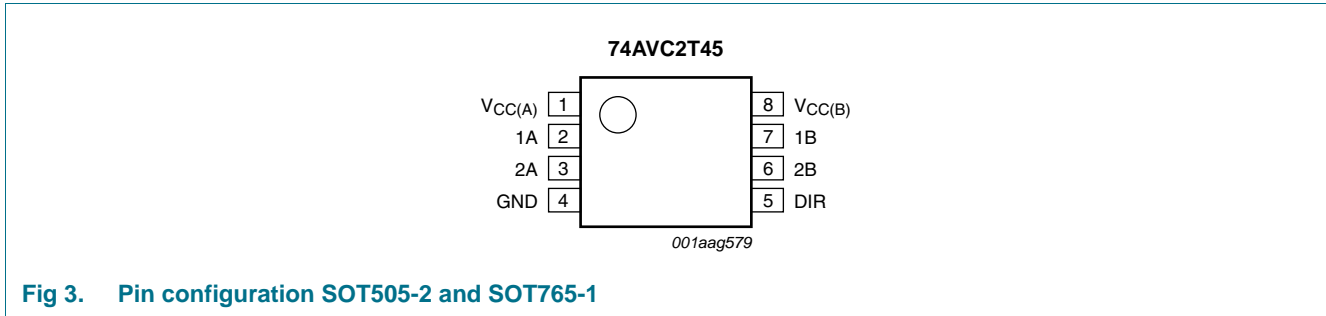 74AVC2T45
VCC(A) 1 8 VCC(B)
1A 2 7 1B
2A 3 6 2B
GND 4 5 DIR
001aag579
Fig 3. Pin configuration SOT505-2 and SOT765-1